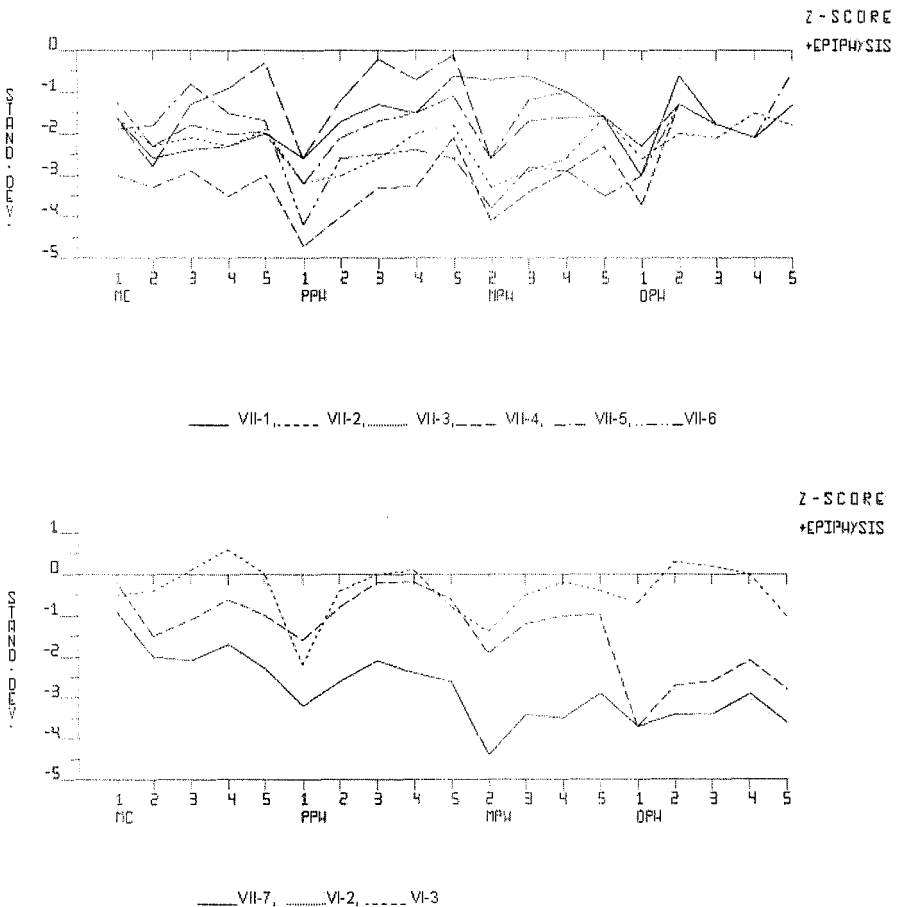 Z-SCORE
+EPIPHYSIS
0
-1
-2
-3
-4
-5
STAND.DEV.
1 2 3 4 5 1 2 3 4 5 2 3 4 5 1 2 3 4 5
MC PPH MPH DPH
VII-1, VII-2, VII-3, VII-4, VII-5, VII-6
Z-SCORE
+EPIPHYSIS
1
0
-1
-2
-3
-4
-5
STAND.DEV.
1 2 3 4 5 1 2 3 4 5 2 3 4 5 1 2 3 4 5
MC PPH MPH DPH
VII-7, VI-2, VI-3